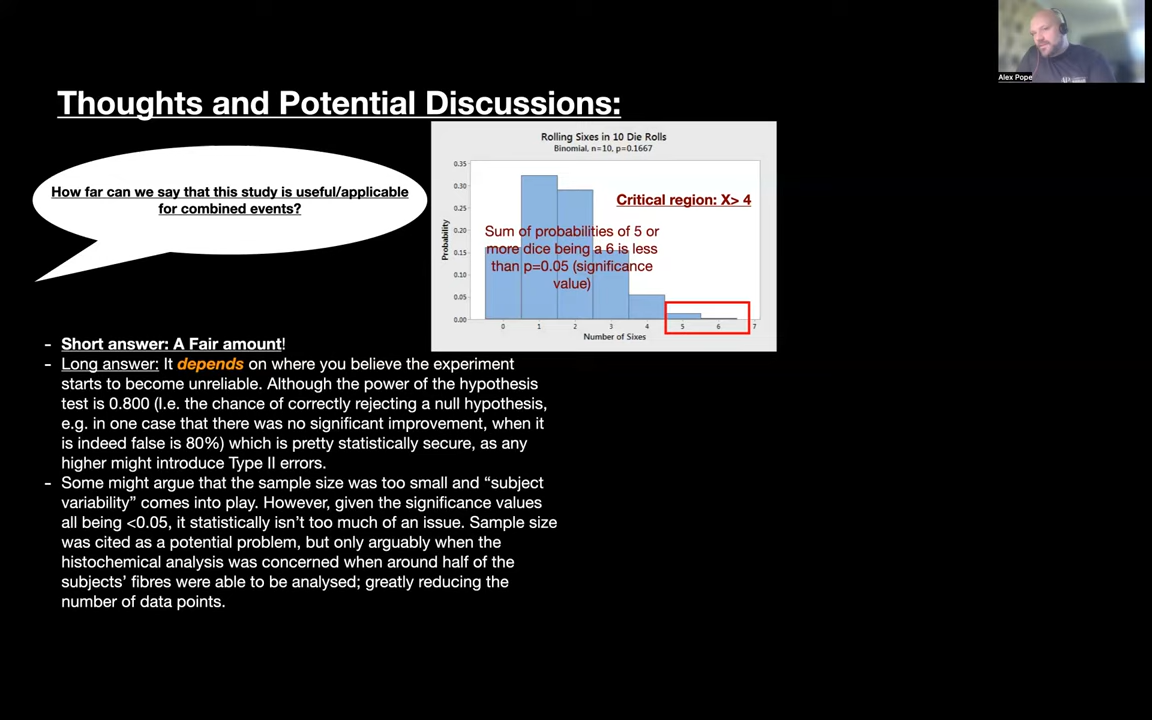 Alex Pope
Thoughts and Potential Discussions:
How far can we say that this study is useful/applicable
for combined events?
Rolling Sixes in 10 Die Rolls
Binomial, n=10, p=0.1667
Critical region: X> 4
Sum of probabilities of 5 or
more dice being a 6 is less
than p=0.05 (significance
value)
Probability
0.35
0.30
0.25
0.20
0.15
0.10
0.05
0.00
0 1 2 3 4 5 6 7
Number of Sixes
- Short answer: A Fair amount!
- Long answer: It depends on where you believe the experiment
starts to become unreliable. Although the power of the hypothesis
test is 0.800 (I.e. the chance of correctly rejecting a null hypothesis,
e.g. in one case that there was no significant improvement, when it
is indeed false is 80%) which is pretty statistically secure, as any
higher might introduce Type II errors.
- Some might argue that the sample size was too small and “subject
variability” comes into play. However, given the significance values
all being <0.05, it statistically isn’t too much of an issue. Sample size
was cited as a potential problem, but only arguably when the
histochemical analysis was concerned when around half of the
subjects’ fibres were able to be analysed; greatly reducing the
number of data points.